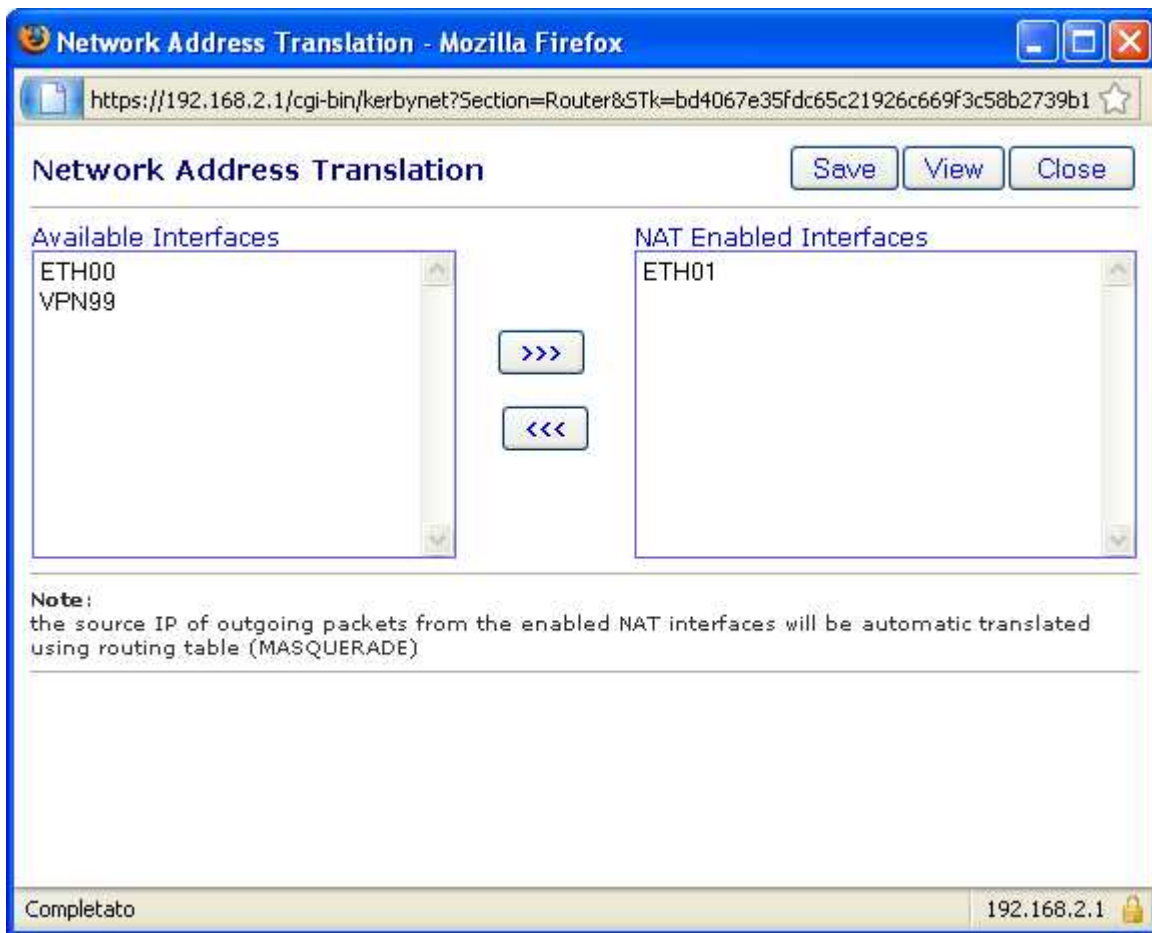 Network Address Translation - Mozilla Firefox
https://192.168.2.1/cgi-bin/kerbynet?Section=Router&STk=bd4067e35fdc65c21926c669f3c58b2739b1
Network Address Translation
Save View Close
Available Interfaces
ETH00
VPN99
>>>
<<<
NAT Enabled Interfaces
ETH01
Note:
the source IP of outgoing packets from the enabled NAT interfaces will be automatic translated
using routing table (MASQUERADE)
Completato
192.168.2.1